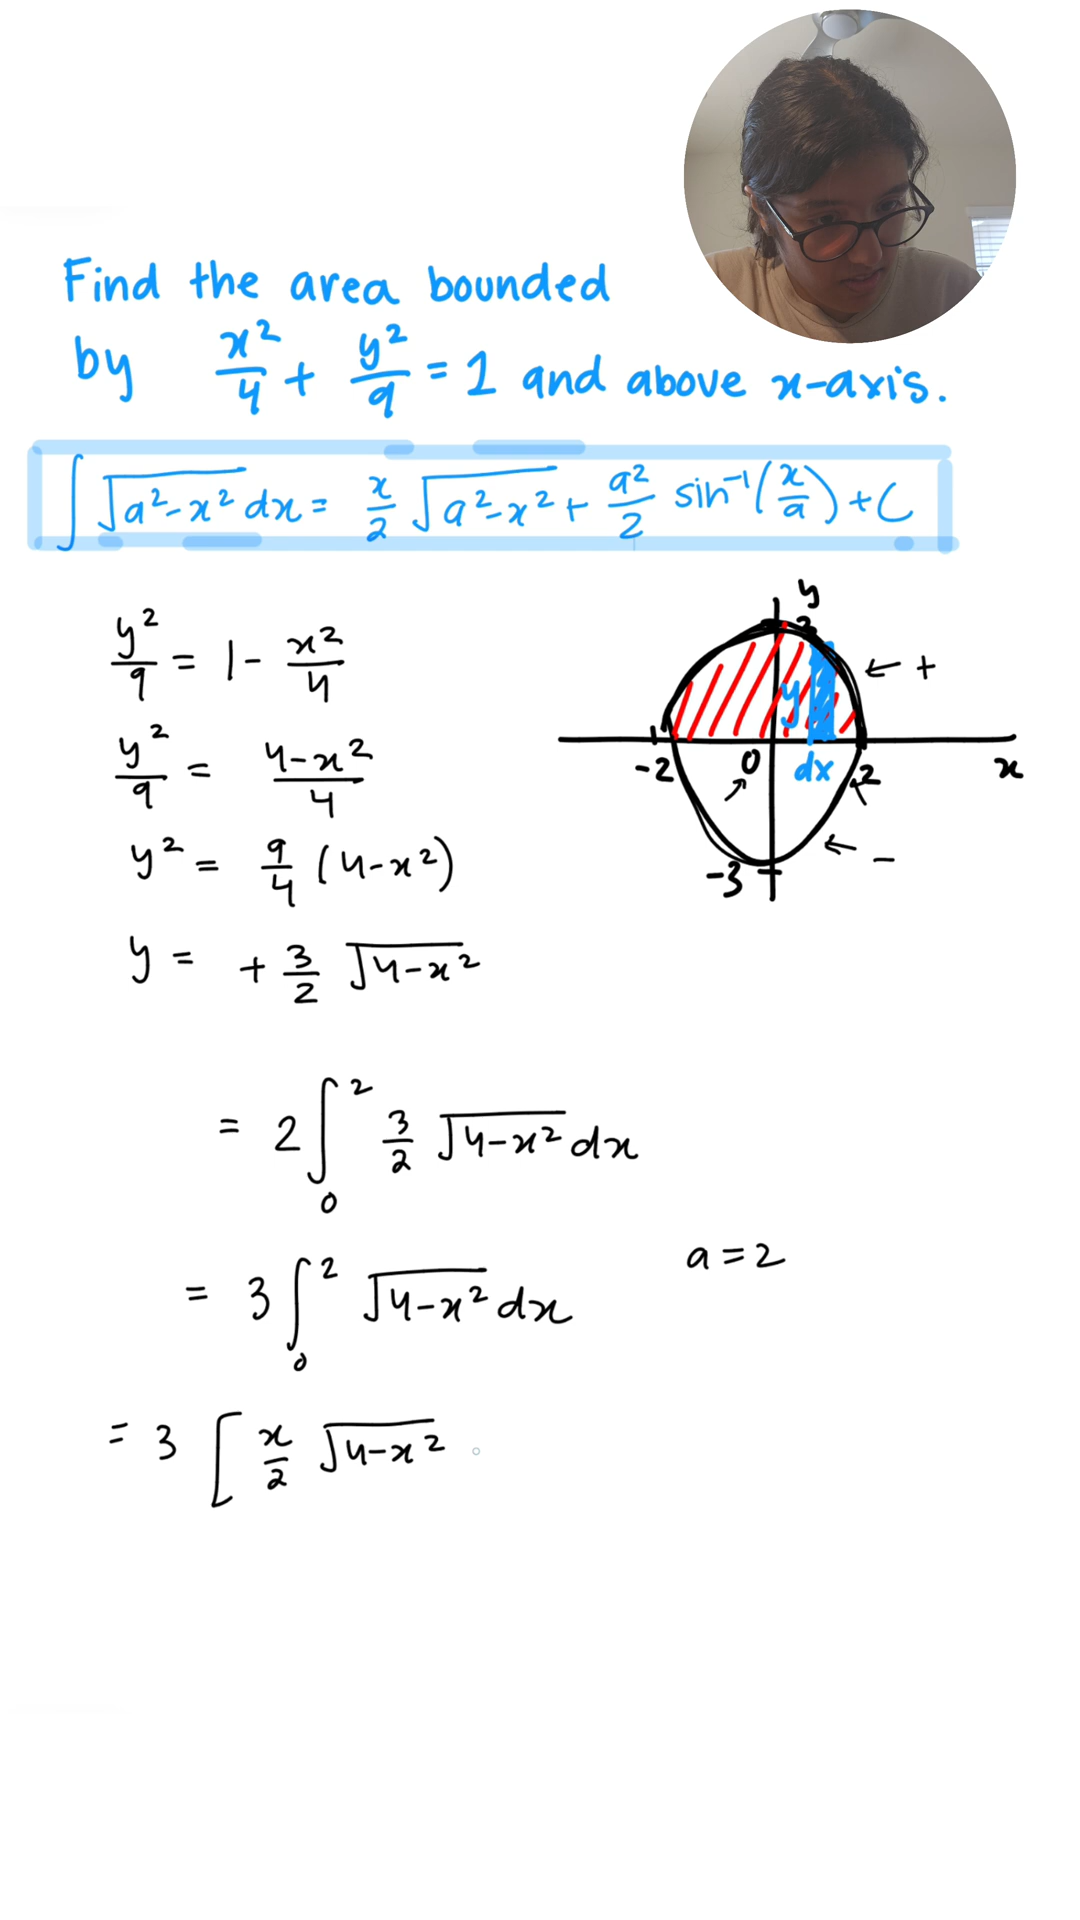 Find the area bounded
by x²/4 + y²/9 = 1 and above x-axis.
∫ √(a²-x²) dx = x/2 √(a²-x²) + a²/2 sin⁻¹(x/a) + C
y²/9 = 1 - x²/4
y²/9 = (4-x²)/4
y² = 9/4 (4-x²)
y = + 3/2 √(4-x²)
y
3
← +
y
-2
0
dx
2
x
← -
-3
= 2 ∫₀² 3/2 √(4-x²) dx
= 3 ∫₀² √(4-x²) dx
a = 2
= 3 [ x/2 √(4-x²)